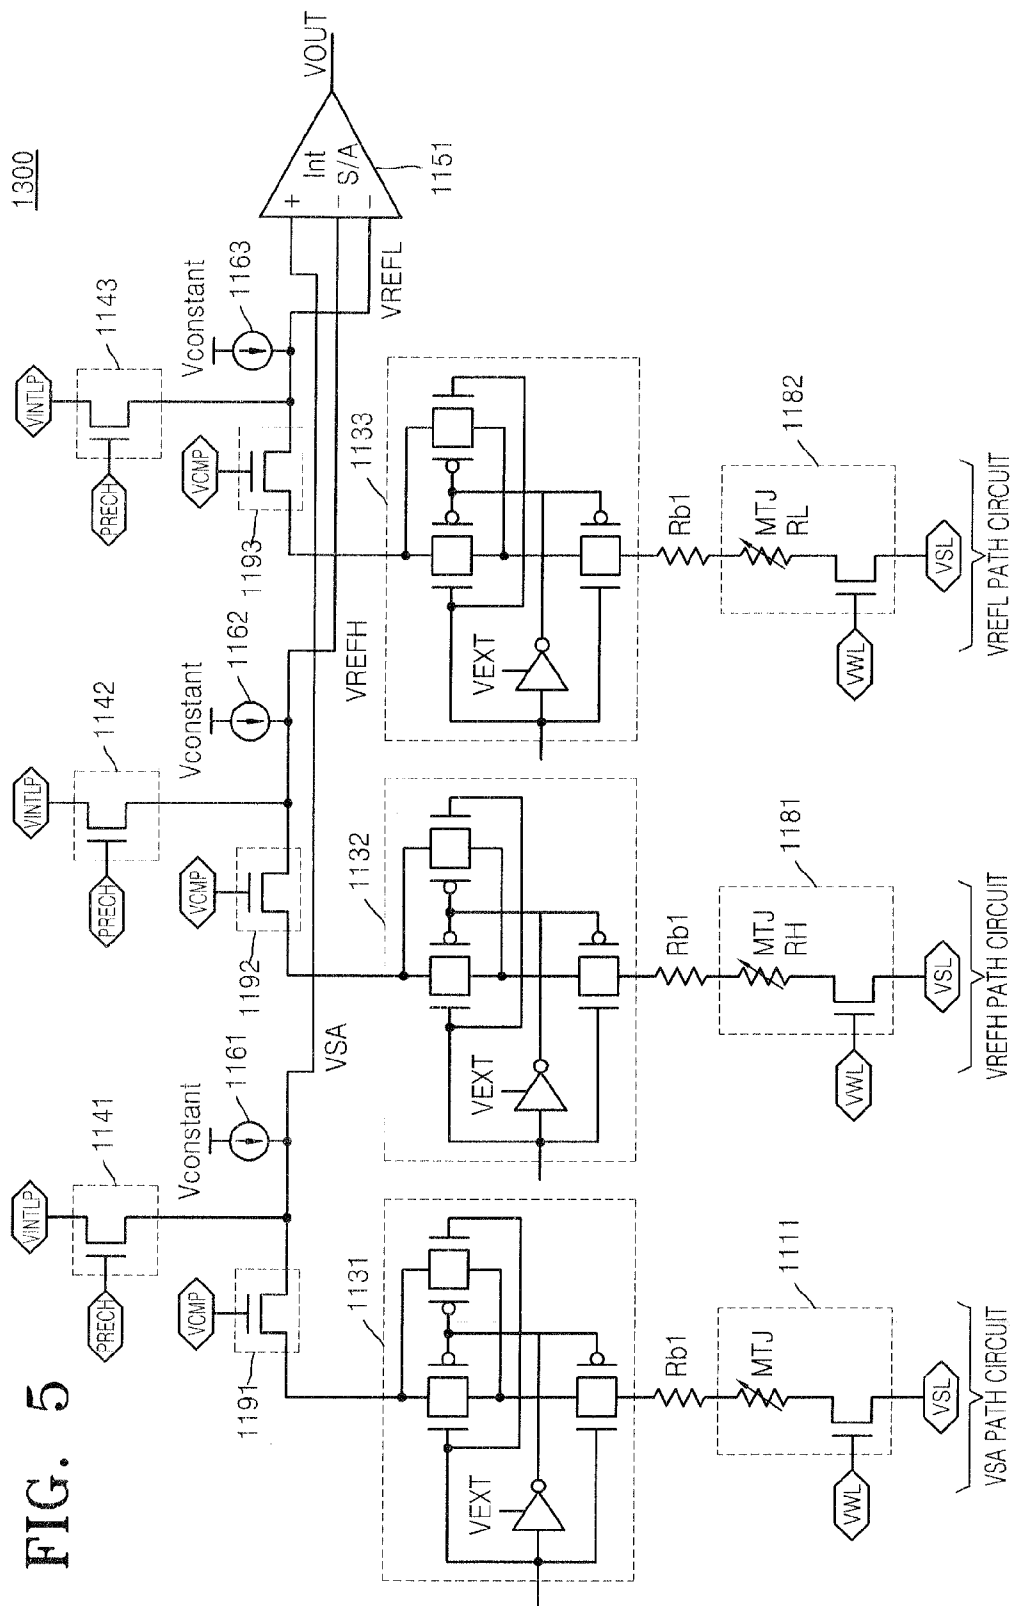 FIG. 5
1300
VINTLP
PRECH
1141
VCMP
1191
Vconstant
1161
VSA
VINTLP
PRECH
1142
VCMP
1192
Vconstant
1162
VREFH
VINTLP
PRECH
1143
VCMP
1193
Vconstant
1163
VREFL
+
Int
− S/A
−
1151
VOUT
1131
VEXT
Rb1
MTJ
1111
VWL
VSL
VSA PATH CIRCUIT
1132
VEXT
Rb1
MTJ
RH
1181
VWL
VSL
VREFH PATH CIRCUIT
1133
VEXT
Rb1
MTJ
RL
1182
VWL
VSL
VREFL PATH CIRCUIT